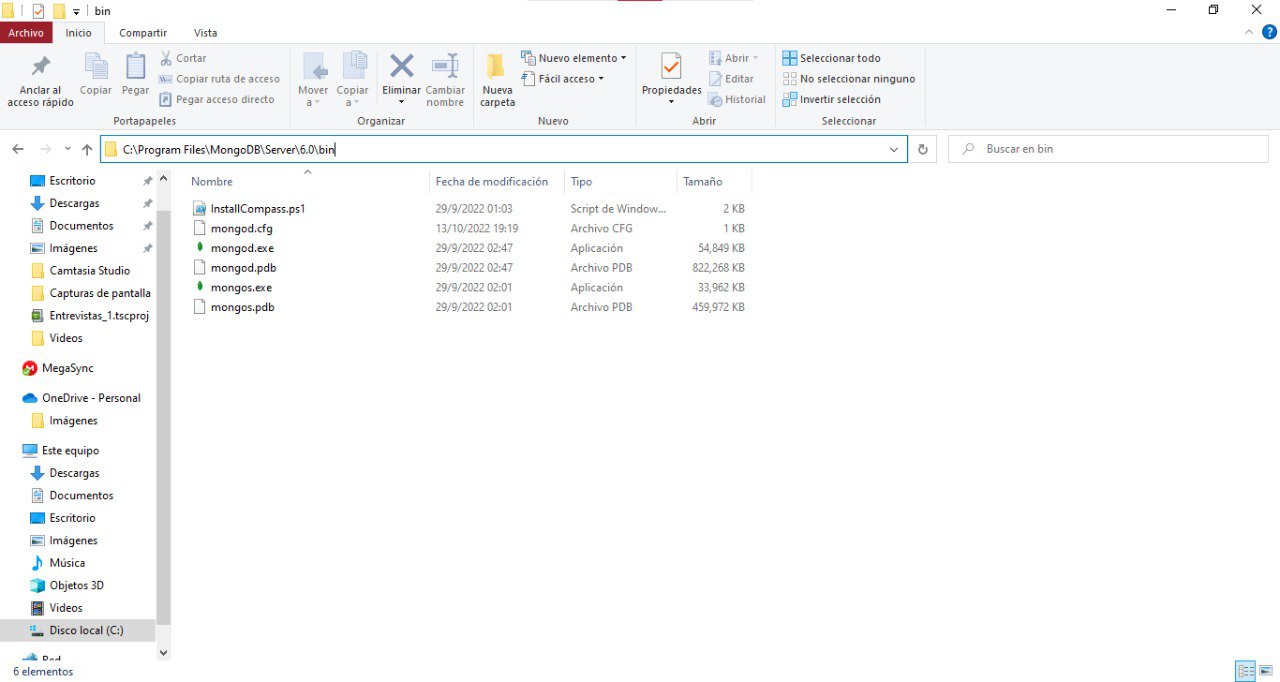 bin
Archivo Inicio Compartir Vista
Anclar al acceso rápido
Copiar
Pegar
Cortar
Copiar ruta de acceso
Pegar acceso directo
Portapapeles
Mover a
Copiar a
Eliminar
Cambiar nombre
Organizar
Nueva carpeta
Nuevo elemento
Fácil acceso
Nuevo
Propiedades
Abrir
Editar
Historial
Abrir
Seleccionar todo
No seleccionar ninguno
Invertir selección
Seleccionar
C:\Program Files\MongoDB\Server\6.0\bin
Buscar en bin
Escritorio
Descargas
Documentos
Imágenes
Camtasia Studio
Capturas de pantalla
Entrevistas_1.tscproj
Videos
MegaSync
OneDrive - Personal
Imágenes
Este equipo
Descargas
Documentos
Escritorio
Imágenes
Música
Objetos 3D
Videos
Disco local (C:)
Red
Nombre Fecha de modificación Tipo Tamaño
InstallCompass.ps1 29/9/2022 01:03 Script de Window... 2 KB
mongod.cfg 13/10/2022 19:19 Archivo CFG 1 KB
mongod.exe 29/9/2022 02:47 Aplicación 54,849 KB
mongod.pdb 29/9/2022 02:47 Archivo PDB 822,268 KB
mongos.exe 29/9/2022 02:01 Aplicación 33,962 KB
mongos.pdb 29/9/2022 02:01 Archivo PDB 459,972 KB
6 elementos